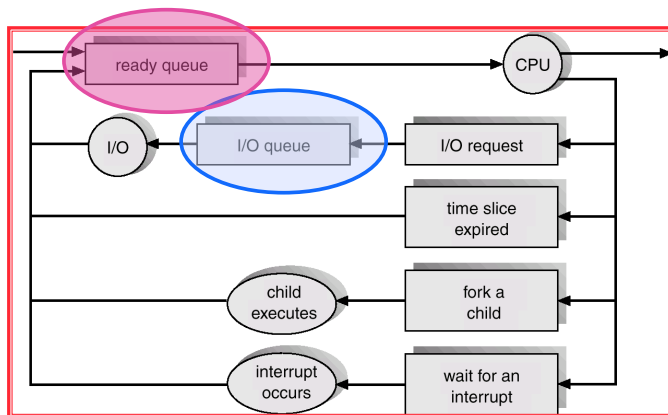 ready queue
CPU
I/O
I/O queue
I/O request
time slice
expired
child
executes
fork a
child
interrupt
occurs
wait for an
interrupt